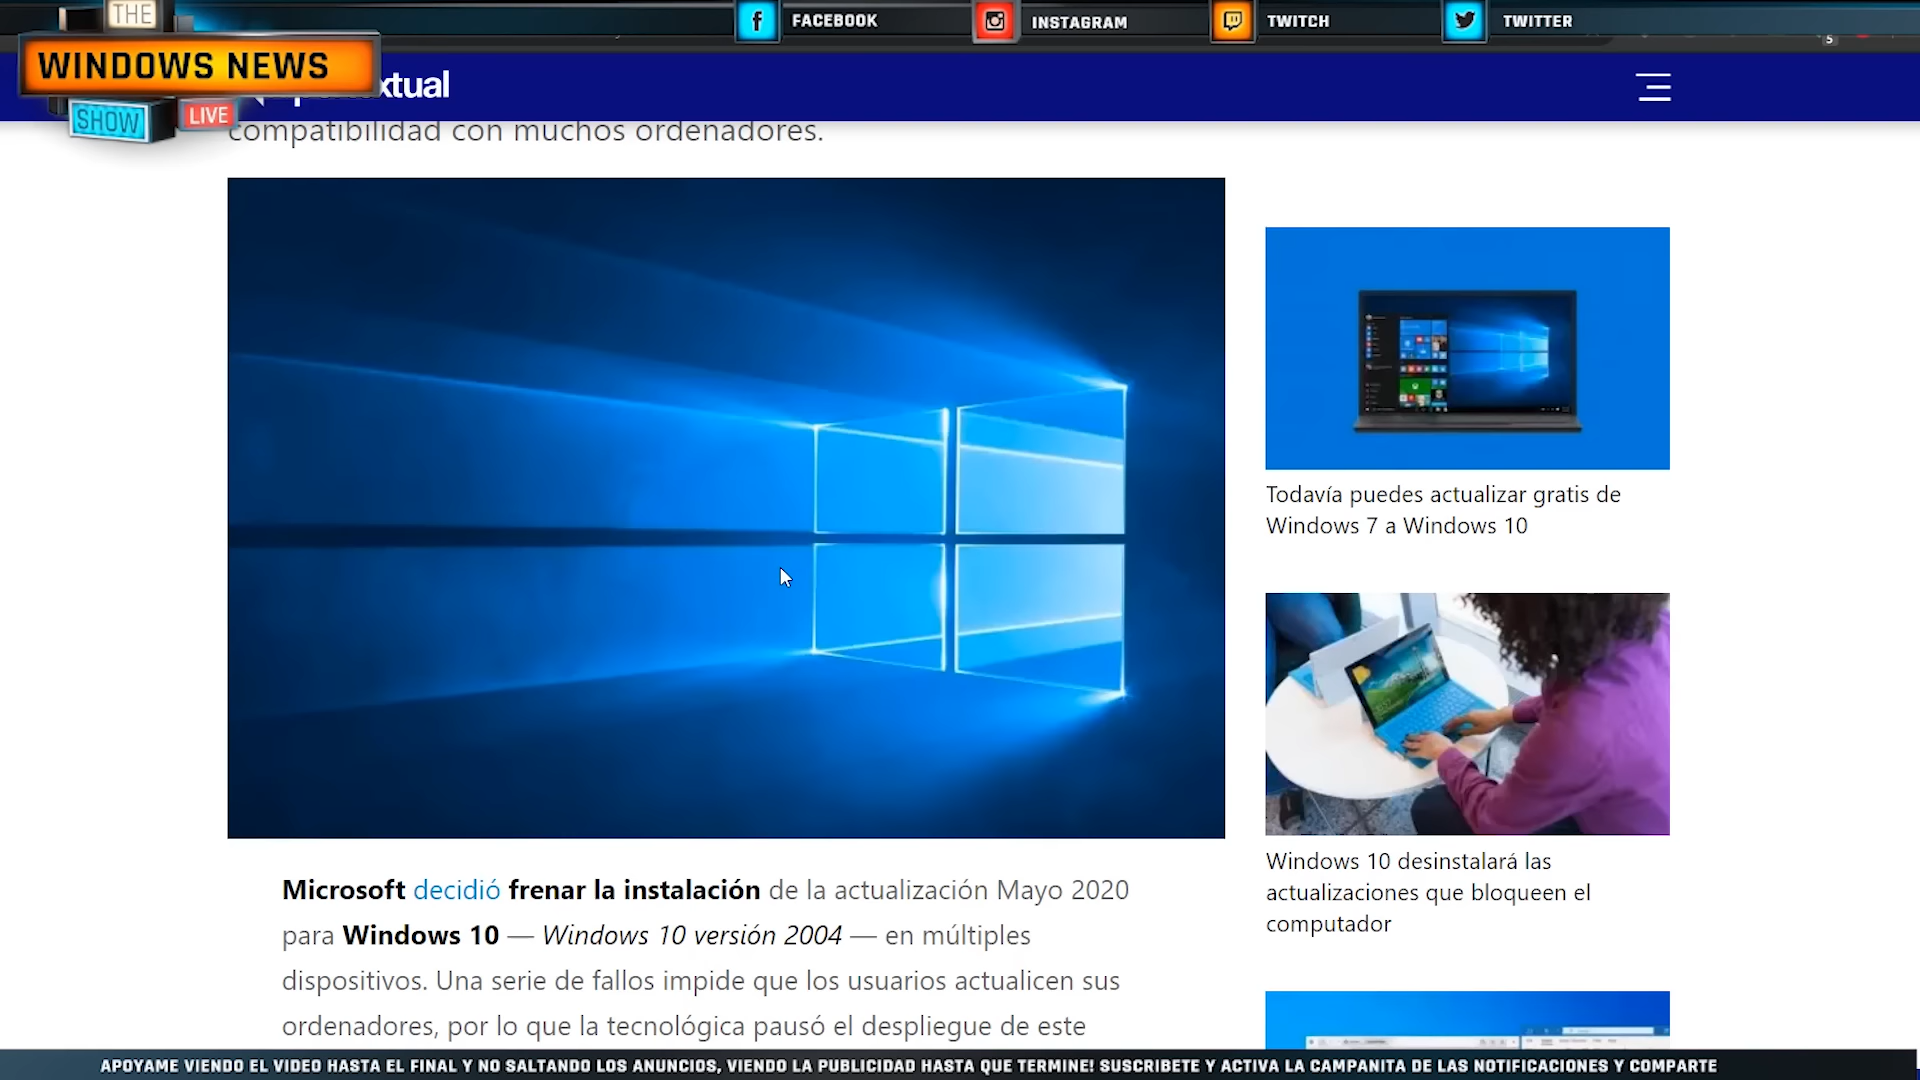 THE
WINDOWS NEWS
SHOW
LIVE
FACEBOOK
INSTAGRAM
TWITCH
TWITTER
5
xtual
compatibilidad con muchos ordenadores.
Microsoft decidió frenar la instalación de la actualización Mayo 2020
para Windows 10 — Windows 10 versión 2004 — en múltiples
dispositivos. Una serie de fallos impide que los usuarios actualicen sus
ordenadores, por lo que la tecnológica pausó el despliegue de este
Todavía puedes actualizar gratis de
Windows 7 a Windows 10
Windows 10 desinstalará las
actualizaciones que bloqueen el
computador
APOYAME VIENDO EL VIDEO HASTA EL FINAL Y NO SALTANDO LOS ANUNCIOS, VIENDO LA PUBLICIDAD HASTA QUE TERMINE! SUSCRIBETE Y ACTIVA LA CAMPANITA DE LAS NOTIFICACIONES Y COMPARTE